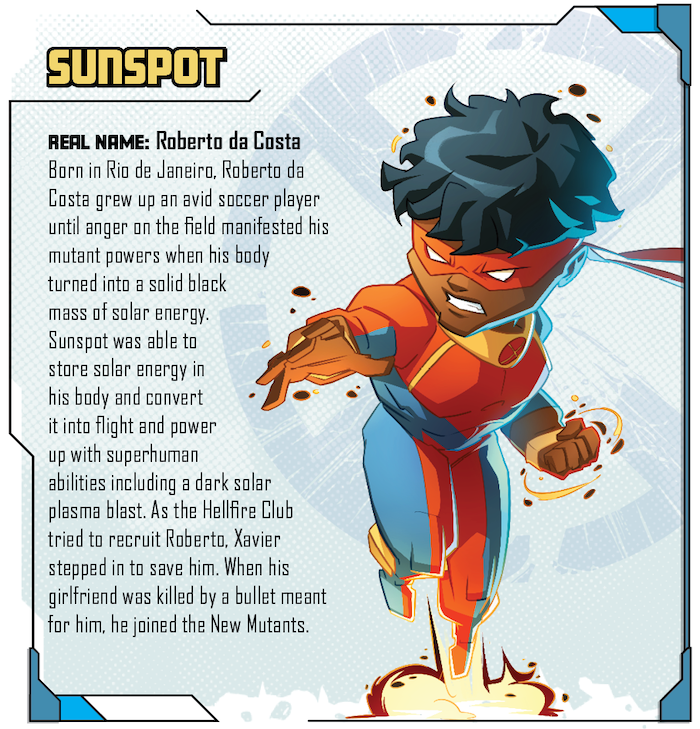 SUNSPOT
REAL NAME: Roberto da Costa
Born in Rio de Janeiro, Roberto da
Costa grew up an avid soccer player
until anger on the field manifested his
mutant powers when his body
turned into a solid black
mass of solar energy.
Sunspot was able to
store solar energy in
his body and convert
it into flight and power
up with superhuman
abilities including a dark solar
plasma blast. As the Hellfire Club
tried to recruit Roberto, Xavier
stepped in to save him. When his
girlfriend was killed by a bullet meant
for him, he joined the New Mutants.